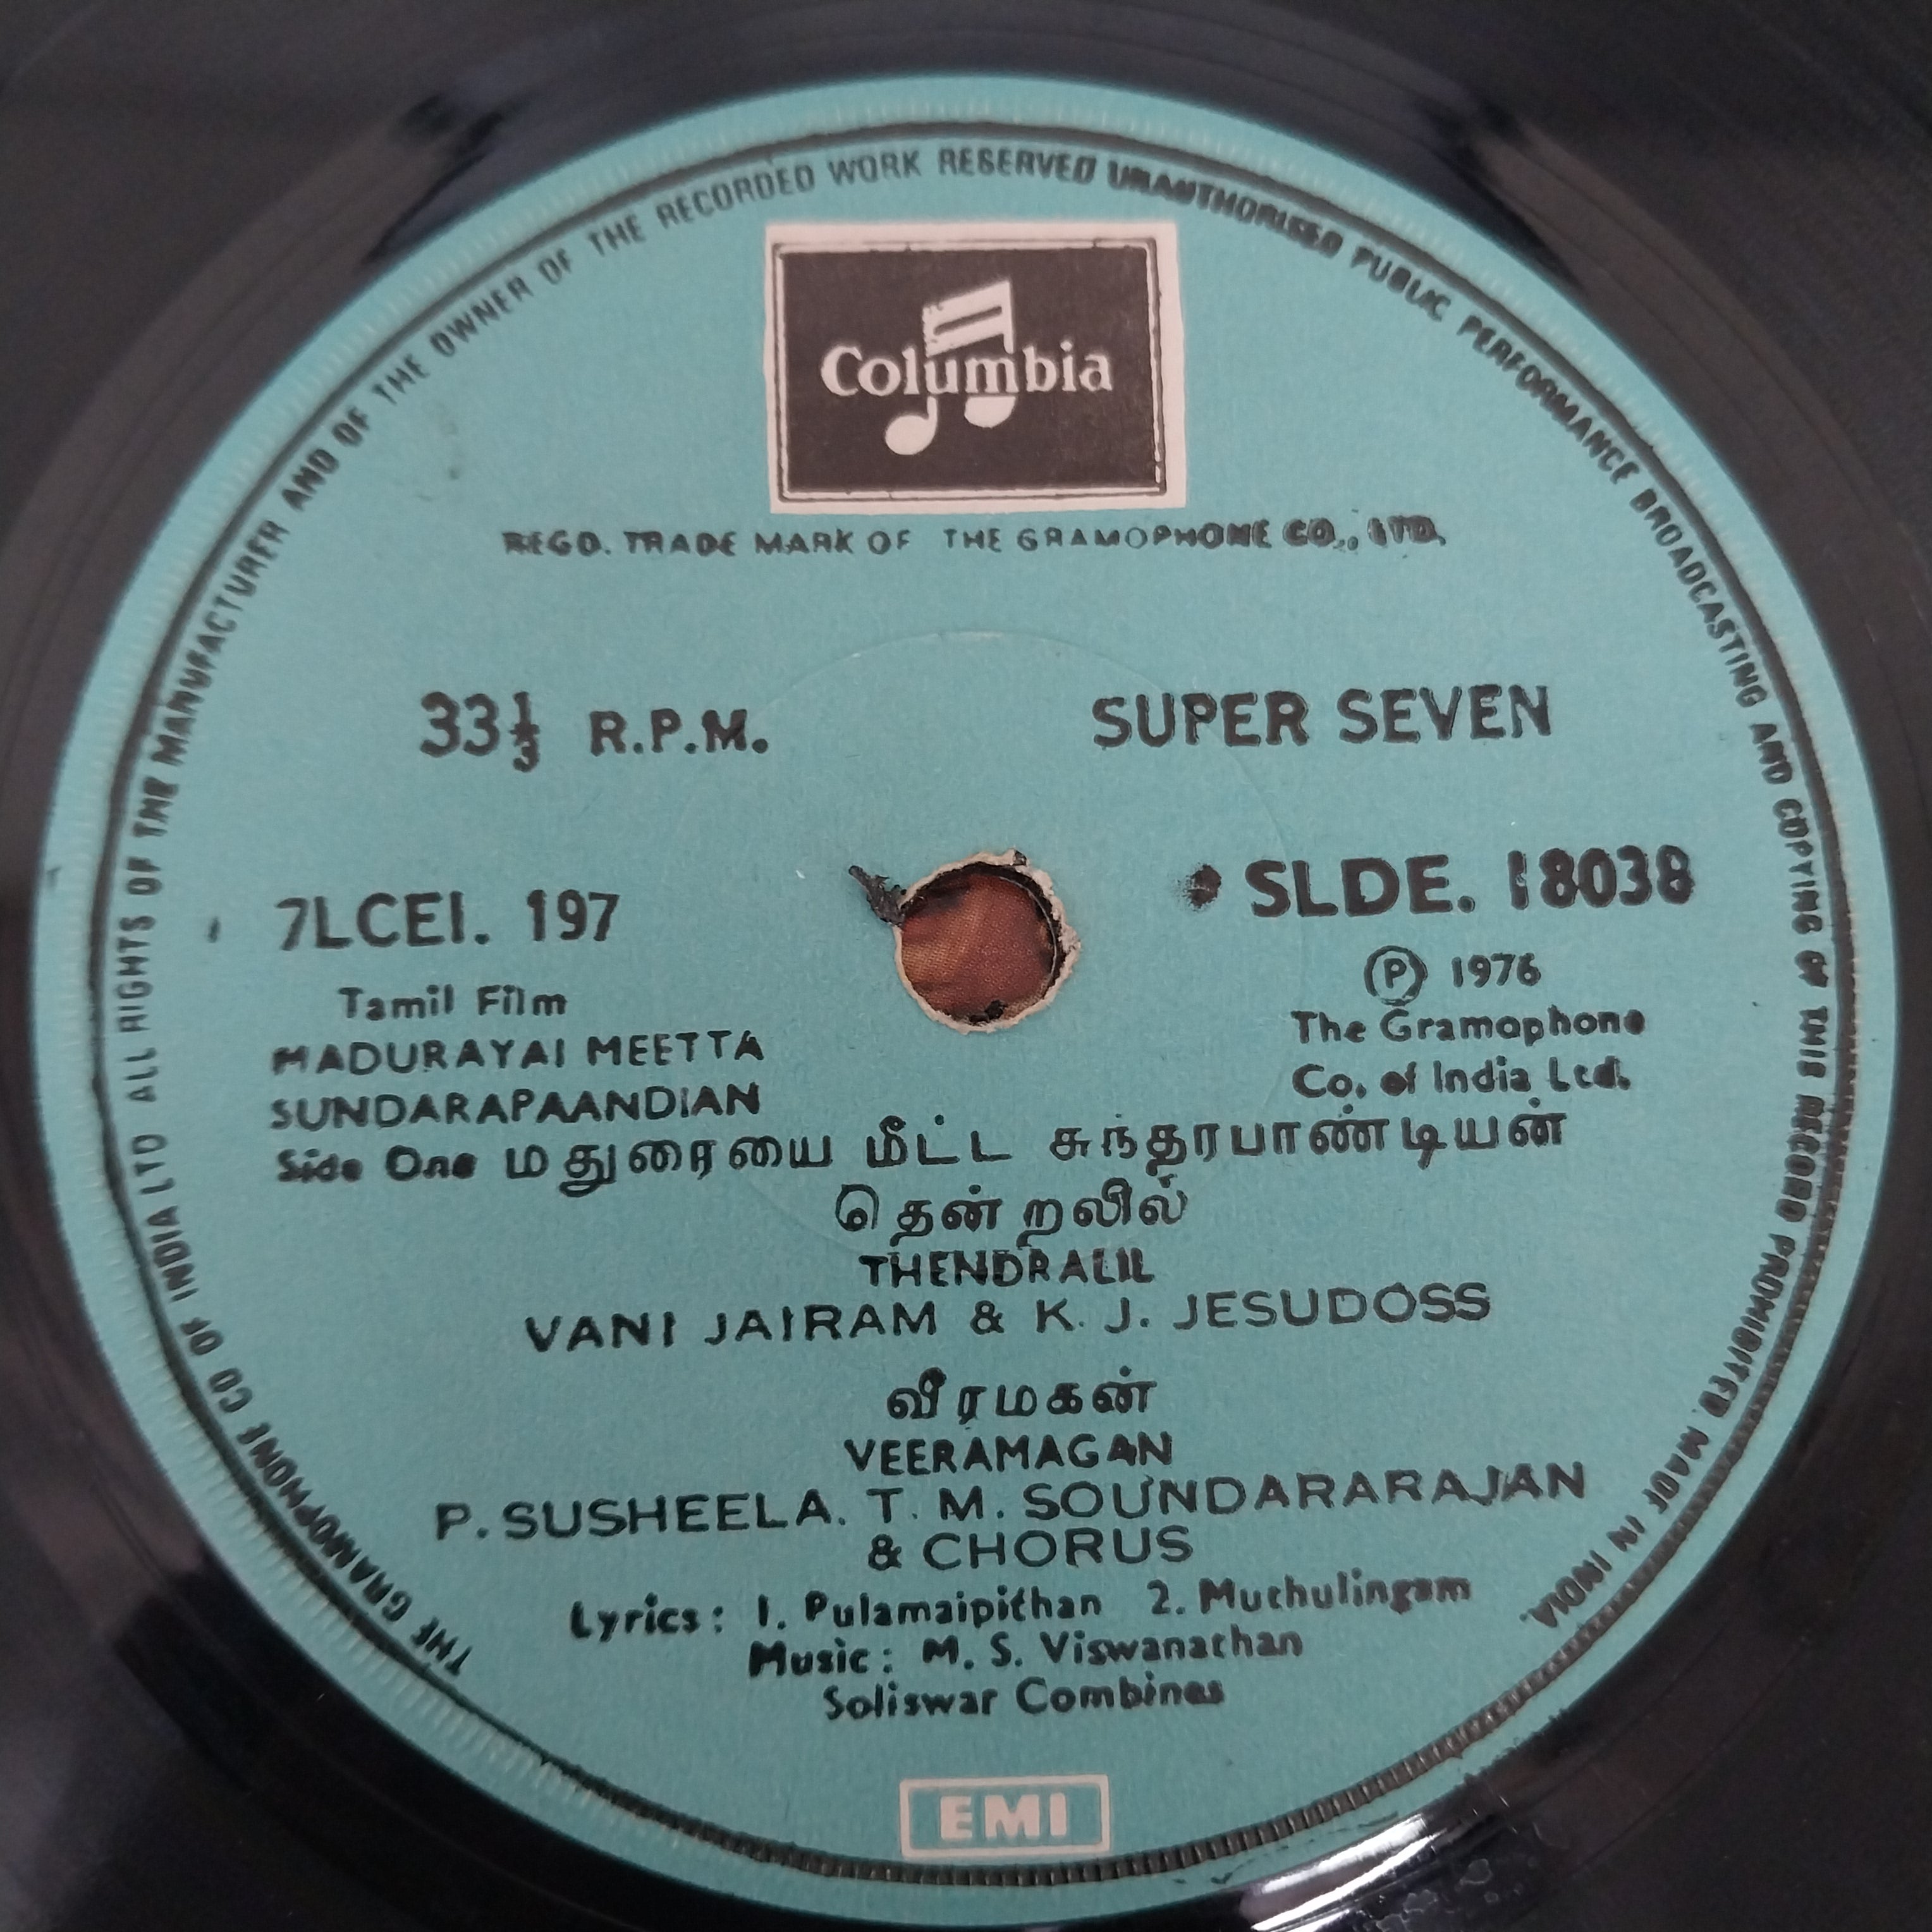 THE GRAMOPHONE CO OF INDIA LTD ALL RIGHTS OF THE MANUFACTURER AND OF THE OWNER OF THE RECORDED WORK RESERVED UNAUTHORISED PUBLIC PERFORMANCE BROADCASTING AND COPYING OF THIS RECORD PROHIBITED MADE IN INDIA.
Columbia
REGD. TRADE MARK OF THE GRAMOPHONE CO., LTD.
33⅓ R.P.M. SUPER SEVEN
7LCEI. 197 SLDE. 18038
Ⓟ 1976
Tamil Film
The Gramophone
MADURAYAI MEETTA
Co. of India Ltd.
SUNDARAPAANDIAN
Side One மதுரையை மீட்ட சுந்தரபாண்டியன்
தென்றலில்
THENDRALIL
VANI JAIRAM & K. J. JESUDOSS
வீரமகன்
VEERAMAGAN
P. SUSHEELA. T. M. SOUNDARARAJAN
& CHORUS
Lyrics: 1. Pulamaipithan 2. Muthulingam
Music: M. S. Viswanathan
Soliswar Combines
EMI